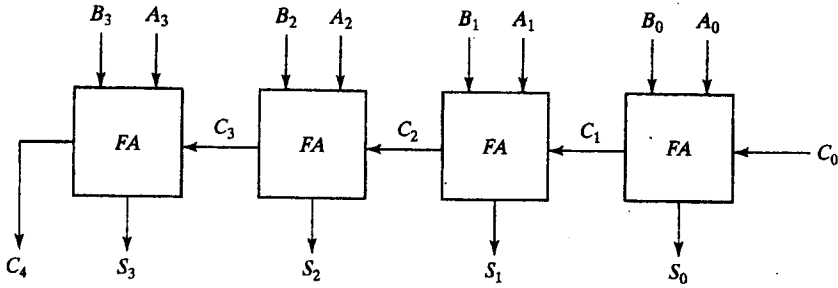 B₃ A₃ B₂ A₂ B₁ A₁ B₀ A₀
FA C₃ FA C₂ FA C₁ FA C₀
C₄ S₃ S₂ S₁ S₀